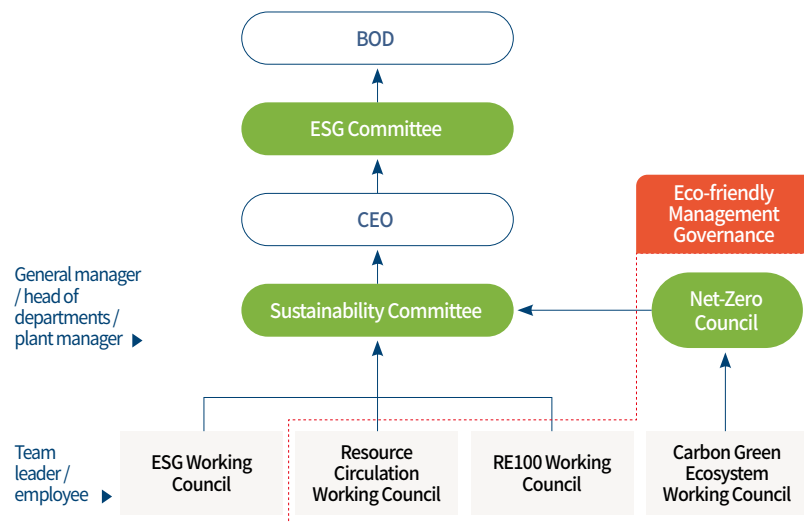 BOD
ESG Committee
CEO
Eco-friendly
Management
Governance
General manager
/ head of
departments /
plant manager
Sustainability Committee
Net-Zero
Council
Team
leader /
employee
ESG Working
Council
Resource
Circulation
Working Council
RE100 Working
Council
Carbon Green
Ecosystem
Working Council